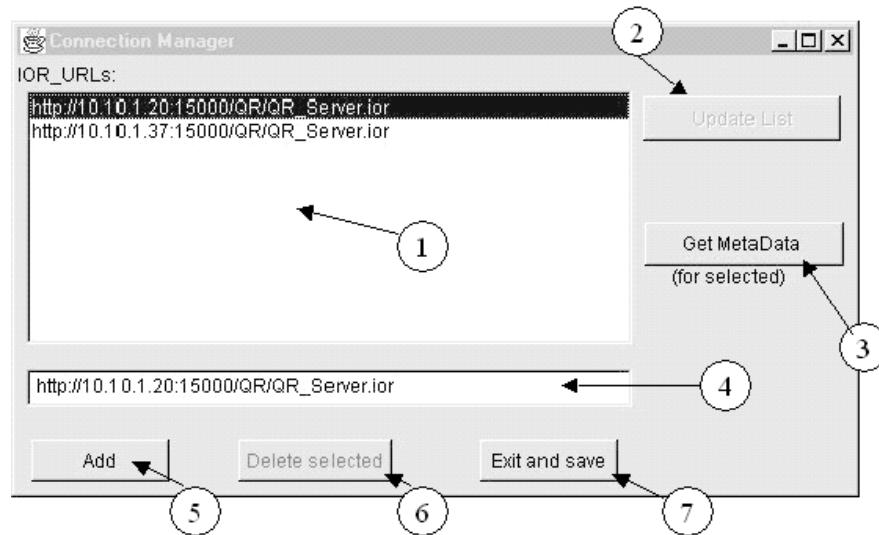 2
Connection Manager
IOR_URLs:
http://10.10.1.20:15000/QR/QR_Server.ior
http://10.10.1.37:15000/QR/QR_Server.ior
Update List
1
Get MetaData
(for selected)
3
http://10.10.1.20:15000/QR/QR_Server.ior
4
Add
Delete selected
Exit and save
5
6
7